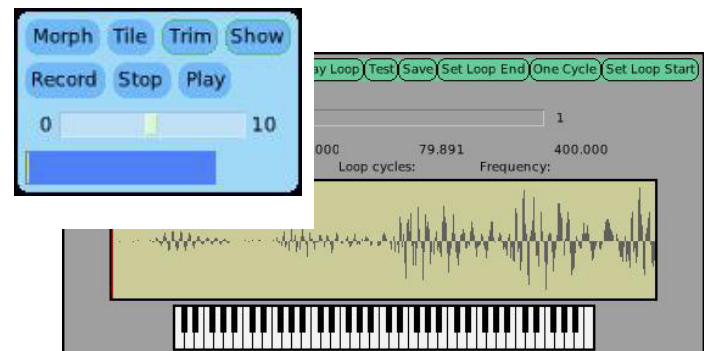 Morph Tile Trim Show
Record Stop Play
0 10
ay Loop Test Save Set Loop End One Cycle Set Loop Start
1
000 79.891 400.000
Loop cycles: Frequency: